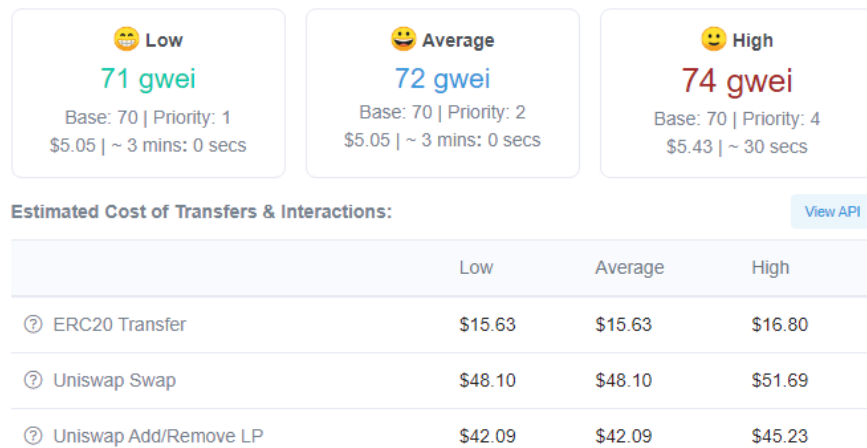 Low
71 gwei
Base: 70 | Priority: 1
$5.05 | ~ 3 mins: 0 secs
Average
72 gwei
Base: 70 | Priority: 2
$5.05 | ~ 3 mins: 0 secs
High
74 gwei
Base: 70 | Priority: 4
$5.43 | ~ 30 secs
Estimated Cost of Transfers & Interactions:
View API
Low Average High
ERC20 Transfer $15.63 $15.63 $16.80
Uniswap Swap $48.10 $48.10 $51.69
Uniswap Add/Remove LP $42.09 $42.09 $45.23